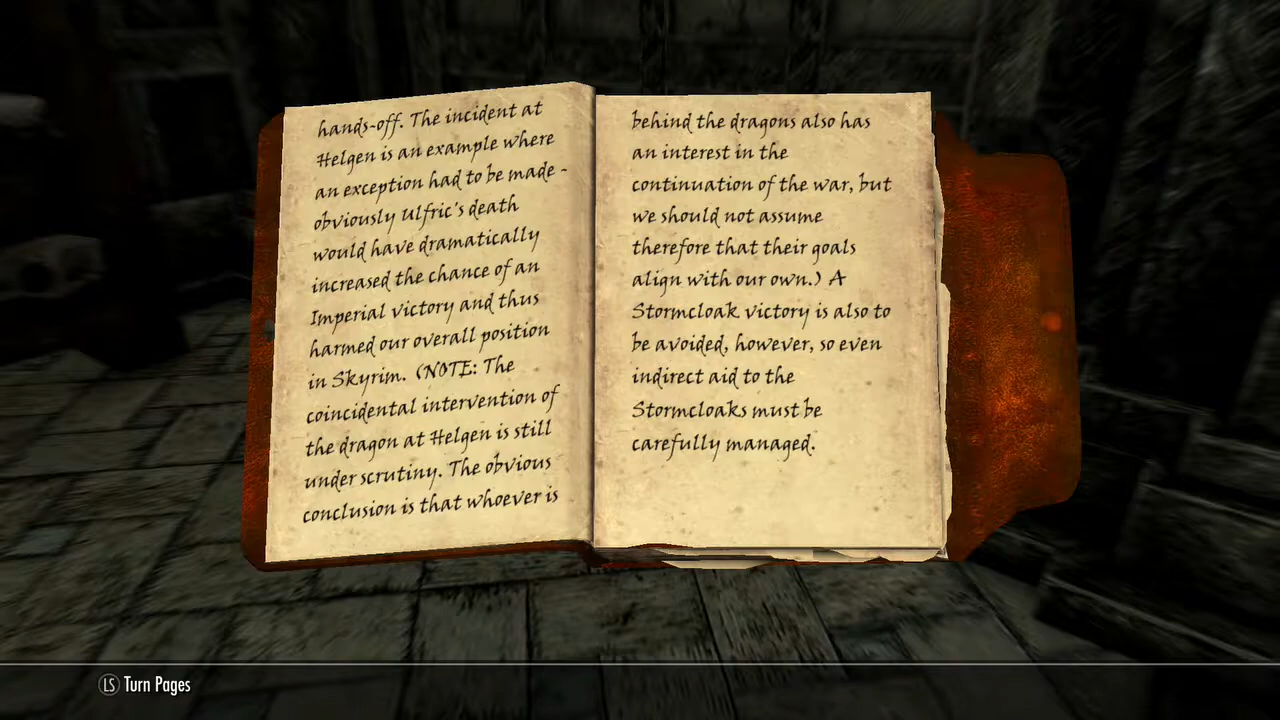 hands-off. The incident at
Helgen is an example where
an exception had to be made -
obviously Ulfric's death
would have dramatically
increased the chance of an
Imperial victory and thus
harmed our overall position
in Skyrim. (NOTE: The
coincidental intervention of
the dragon at Helgen is still
under scrutiny. The obvious
conclusion is that whoever is
behind the dragons also has
an interest in the
continuation of the war, but
we should not assume
therefore that their goals
align with our own.) A
Stormcloak victory is also to
be avoided, however, so even
indirect aid to the
Stormcloaks must be
carefully managed.
LS Turn Pages